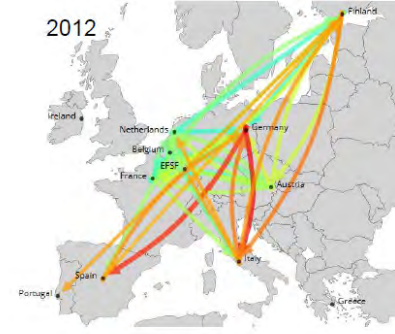 2012
Finland
Ireland
Netherlands
Germany
Belgium
EFSF
France
Austria
Italy
Spain
Portugal
Greece